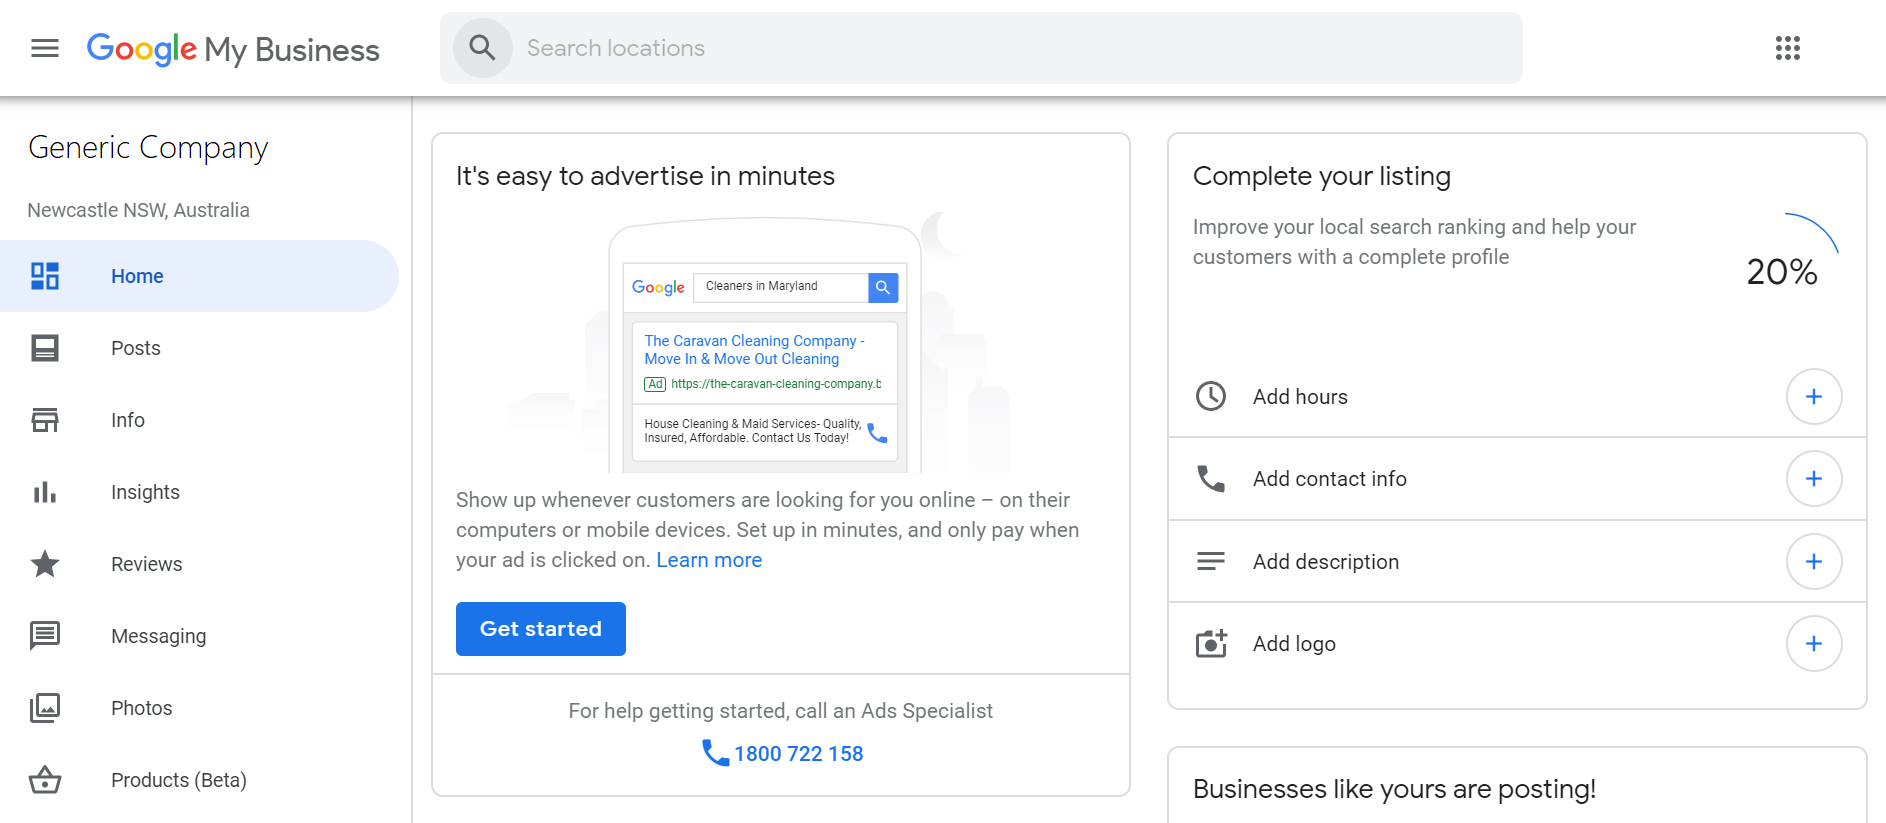 Google My Business
Search locations
Generic Company
Newcastle NSW, Australia
Home
Posts
Info
Insights
Reviews
Messaging
Photos
Products (Beta)
It's easy to advertise in minutes
Google
Cleaners in Maryland
The Caravan Cleaning Company -
Move In & Move Out Cleaning
Ad https://the-caravan-cleaning-company.b
House Cleaning & Maid Services- Quality,
Insured, Affordable. Contact Us Today!
Show up whenever customers are looking for you online – on their
computers or mobile devices. Set up in minutes, and only pay when
your ad is clicked on. Learn more
Get started
For help getting started, call an Ads Specialist
1800 722 158
Complete your listing
Improve your local search ranking and help your
customers with a complete profile
20%
Add hours
Add contact info
Add description
Add logo
Businesses like yours are posting!